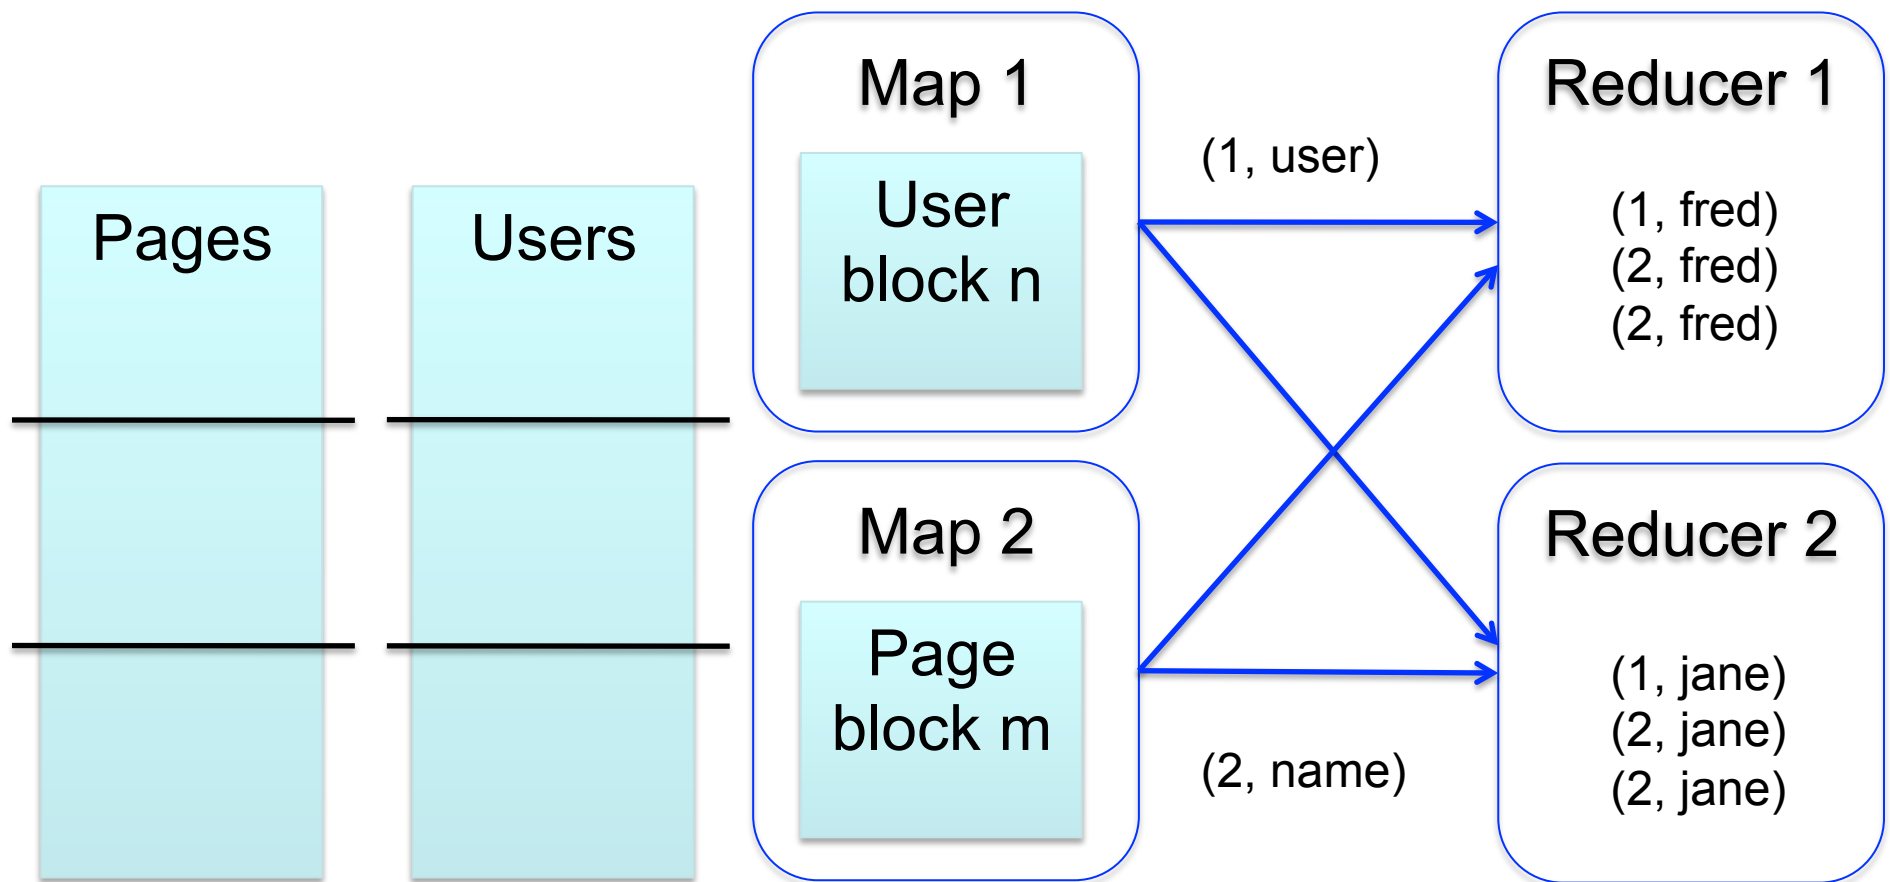 Pages
Users
Map 1
User
block n
Map 2
Page
block m
(1, user)
(2, name)
Reducer 1
(1, fred)
(2, fred)
(2, fred)
Reducer 2
(1, jane)
(2, jane)
(2, jane)